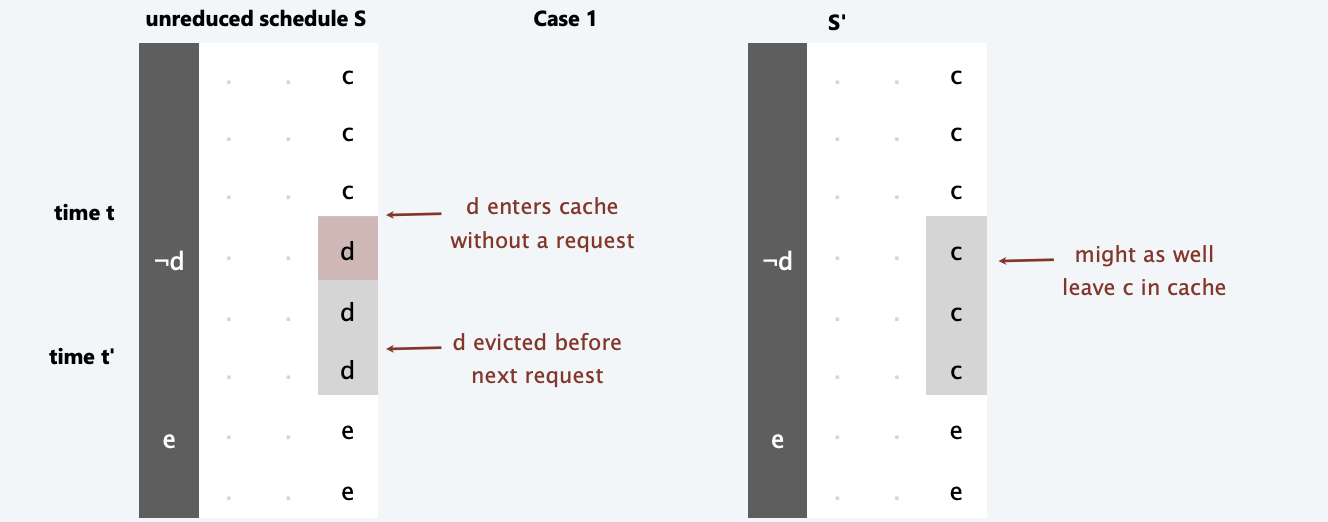 unreduced schedule S
Case 1
S'
. . c
. . c
. . c
. . c
. . c
. . c
time t
d enters cache
without a request
¬d . . d
¬d . . c
might as well
leave c in cache
. . d
. . c
time t'
d evicted before
next request
. . d
. . c
e . . e
e . . e
. . e
. . e